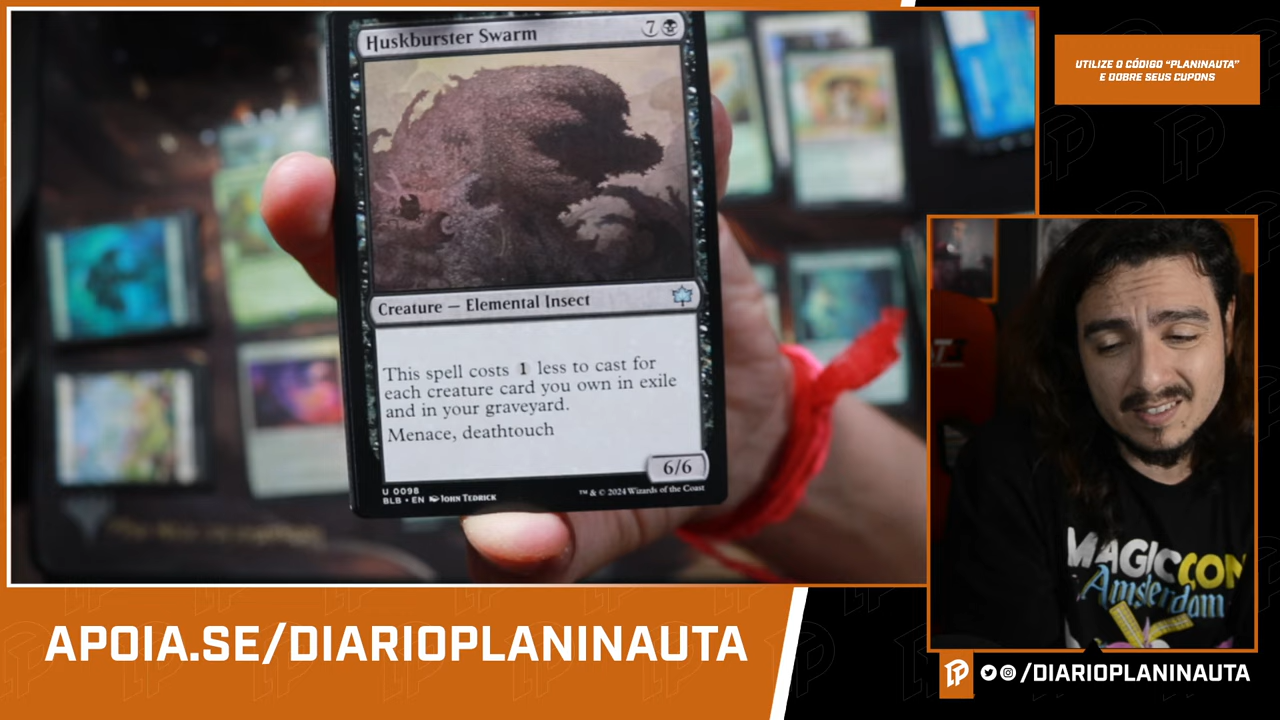 Huskburster Swarm
7
Creature — Elemental Insect
This spell costs 1 less to cast for
each creature card you own in exile
and in your graveyard.
Menace, deathtouch
6/6
U 0098
BLB • EN JOHN TEDRICK
™ & © 2024 Wizards of the Coast
UTILIZE O CÓDIGO “PLANINAUTA”
E DOBRE SEUS CUPONS
MAGICCON
Amsterdam
APOIA.SE/DIARIOPLANINAUTA
/DIARIOPLANINAUTA